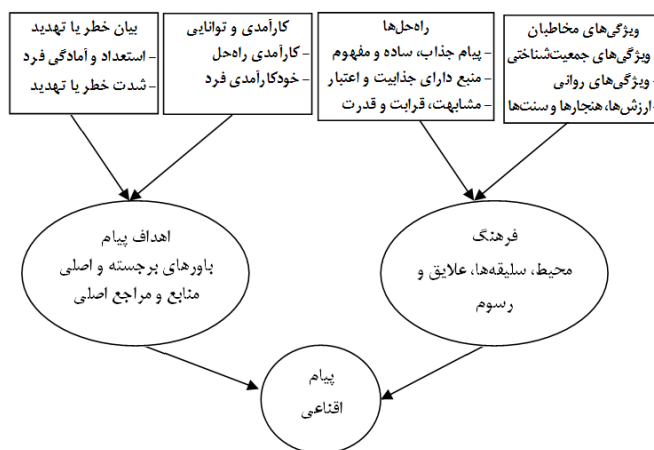 ویژگی‌های مخاطبان
ویژگی‌های جمعیت‌شناختی
- ویژگی‌های روانی
- ارزش‌ها، هنجارها و سنت‌ها
راه‌حل‌ها
- پیام جذاب، ساده و مفهوم
- منبع دارای جذابیت و اعتبار
- مشابهت، قرابت و قدرت
کارآمدی و توانایی
- کارآمدی راه‌حل
- خودکارآمدی فرد
بیان خطر یا تهدید
- استعداد و آمادگی فرد
- شدت خطر یا تهدید
فرهنگ
محیط، سلیقه‌ها، علایق و
رسوم
اهداف پیام
باورهای برجسته و اصلی
منابع و مراجع اصلی
پیام
اقناعی